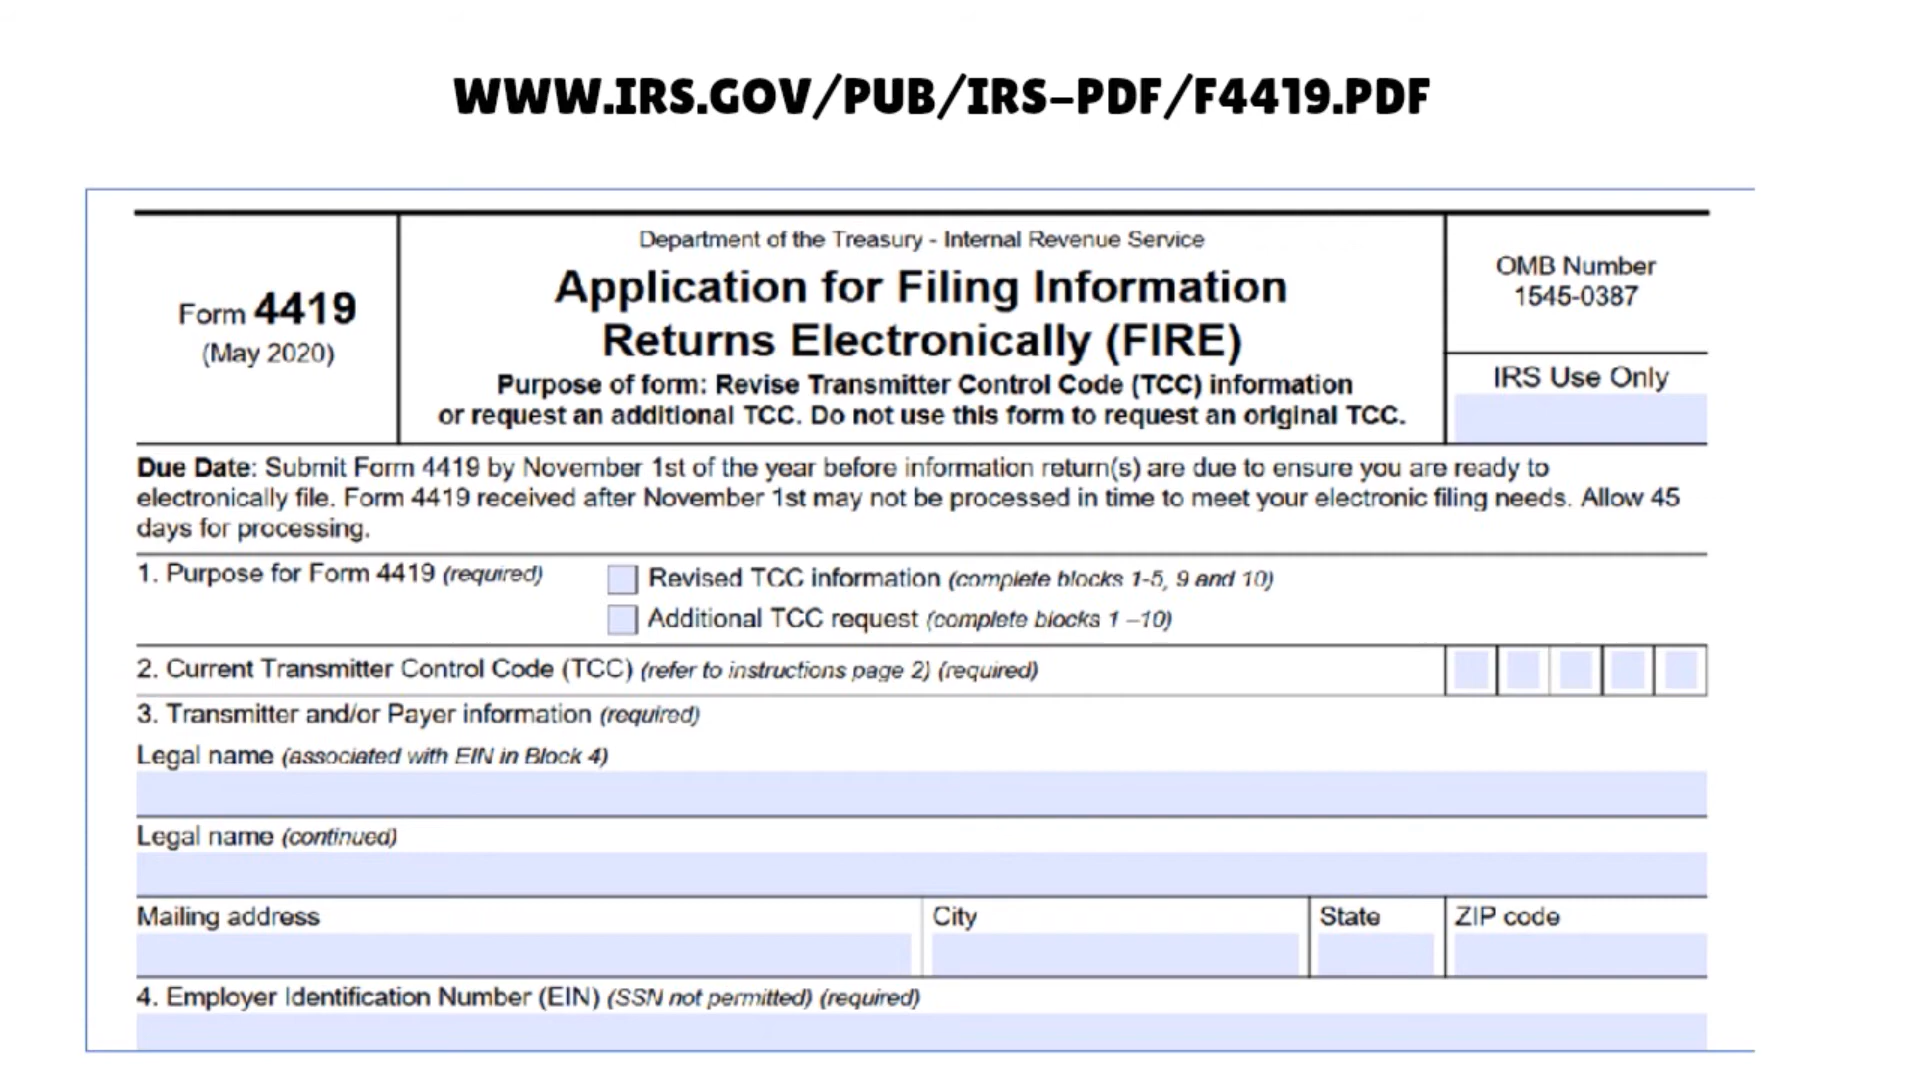 WWW.IRS.GOV/PUB/IRS-PDF/F4419.PDF
Form 4419
(May 2020)
Department of the Treasury - Internal Revenue Service
Application for Filing Information
Returns Electronically (FIRE)
Purpose of form: Revise Transmitter Control Code (TCC) information
or request an additional TCC. Do not use this form to request an original TCC.
OMB Number
1545-0387
IRS Use Only
Due Date: Submit Form 4419 by November 1st of the year before information return(s) are due to ensure you are ready to
electronically file. Form 4419 received after November 1st may not be processed in time to meet your electronic filing needs. Allow 45
days for processing.
1. Purpose for Form 4419 (required)
Revised TCC information (complete blocks 1-5, 9 and 10)
Additional TCC request (complete blocks 1 –10)
2. Current Transmitter Control Code (TCC) (refer to instructions page 2) (required)
3. Transmitter and/or Payer information (required)
Legal name (associated with EIN in Block 4)
Legal name (continued)
Mailing address
City
State
ZIP code
4. Employer Identification Number (EIN) (SSN not permitted) (required)